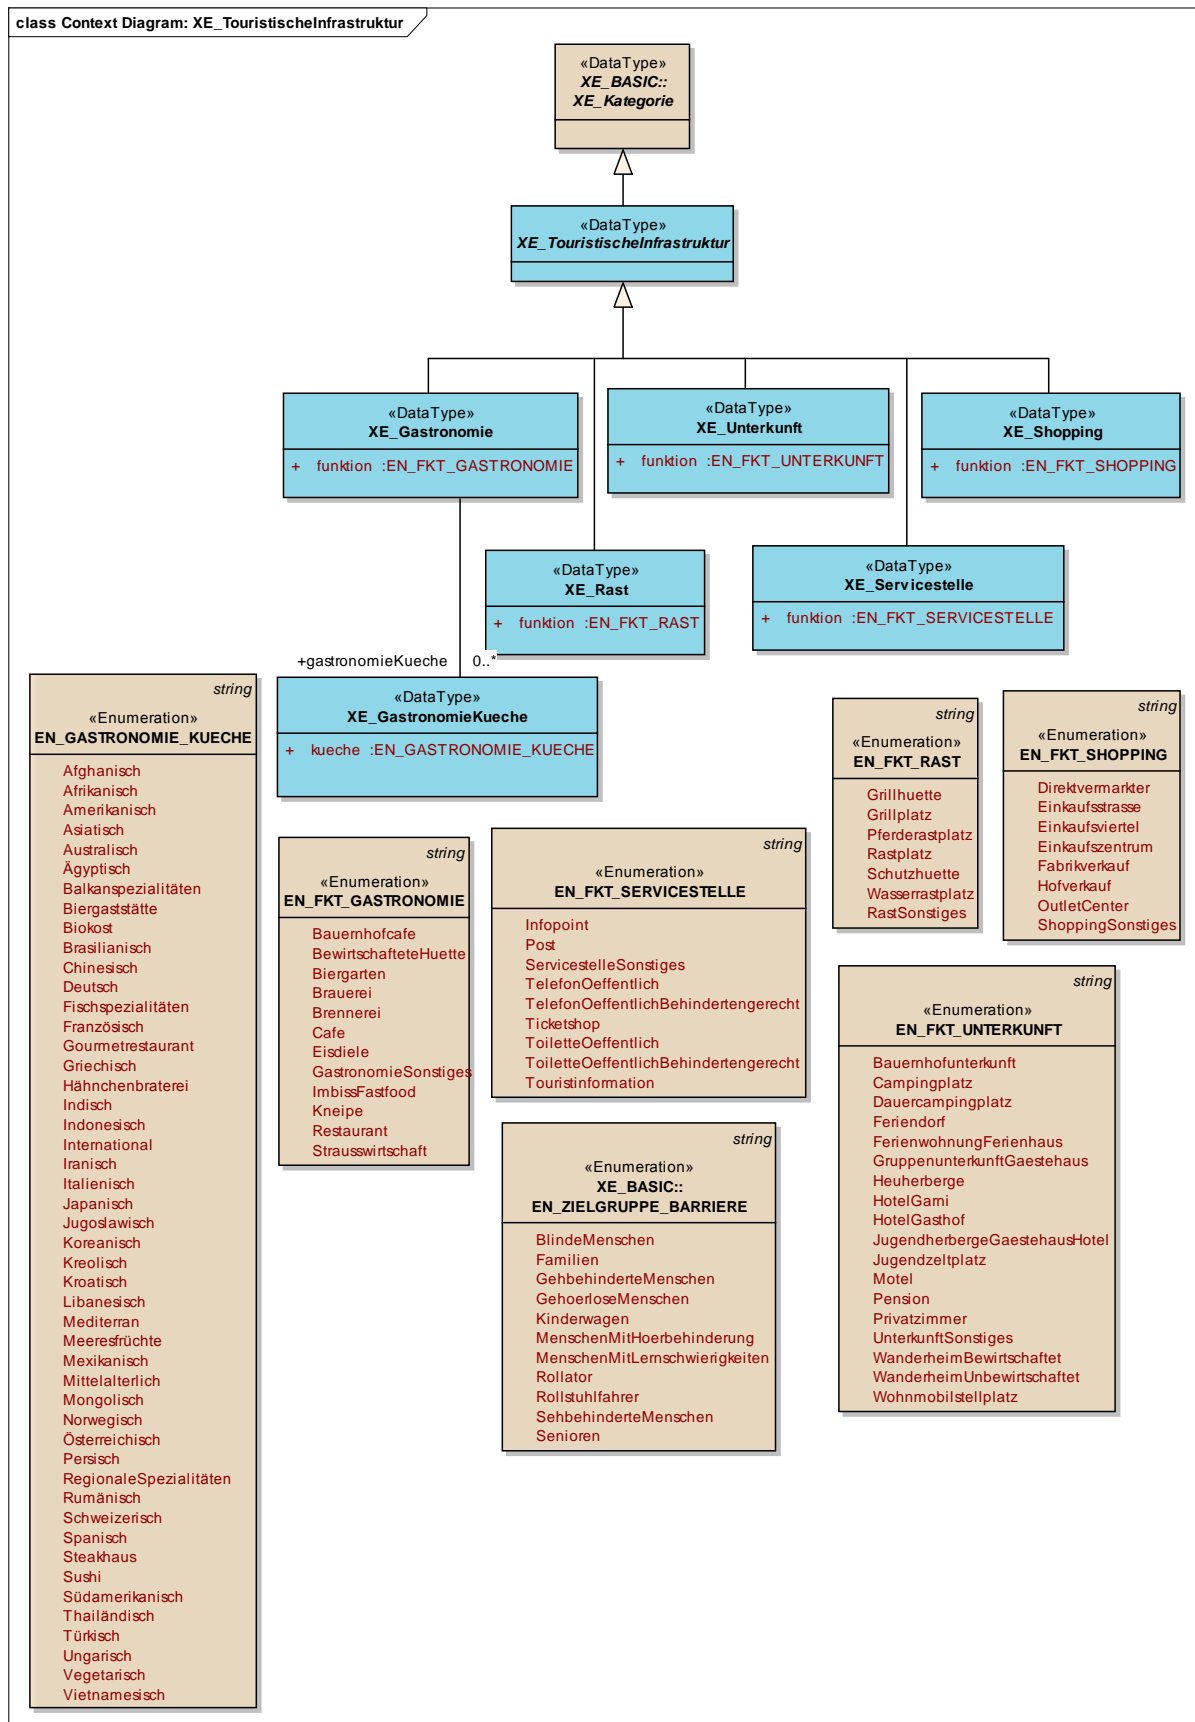 class Context Diagram: XE_TouristischeInfrastruktur
«DataType»
XE_BASIC::
XE_Kategorie
«DataType»
XE_TouristischeInfrastruktur
«DataType»
XE_Gastronomie
+ funktion :EN_FKT_GASTRONOMIE
«DataType»
XE_Unterkunft
+ funktion :EN_FKT_UNTERKUNFT
«DataType»
XE_Shopping
+ funktion :EN_FKT_SHOPPING
«DataType»
XE_Rast
+ funktion :EN_FKT_RAST
«DataType»
XE_Servicestelle
+ funktion :EN_FKT_SERVICESTELLE
+gastronomieKueche 0..*
«DataType»
XE_GastronomieKueche
+ kueche :EN_GASTRONOMIE_KUECHE
string
«Enumeration»
EN_GASTRONOMIE_KUECHE
Afghanisch
Afrikanisch
Amerikanisch
Asiatisch
Australisch
Ägyptisch
Balkanspezialitäten
Biergaststätte
Biokost
Brasilianisch
Chinesisch
Deutsch
Fischspezialitäten
Französisch
Gourmetrestaurant
Griechisch
Hähnchenbraterei
Indisch
Indonesisch
International
Iranisch
Italienisch
Japanisch
Jugoslawisch
Koreanisch
Kreolisch
Kroatisch
Libanesisch
Mediterran
Meeresfrüchte
Mexikanisch
Mittelalterlich
Mongolisch
Norwegisch
Österreichisch
Persisch
RegionaleSpezialitäten
Rumänisch
Schweizerisch
Spanisch
Steakhaus
Sushi
Südamerikanisch
Thailändisch
Türkisch
Ungarisch
Vegetarisch
Vietnamesisch
string
«Enumeration»
EN_FKT_GASTRONOMIE
Bauernhofcafe
BewirtschafteteHuette
Biergarten
Brauerei
Brennerei
Cafe
Eisdiele
GastronomieSonstiges
ImbissFastfood
Kneipe
Restaurant
Strausswirtschaft
string
«Enumeration»
EN_FKT_SERVICESTELLE
Infopoint
Post
ServicestelleSonstiges
TelefonOeffentlich
TelefonOeffentlichBehindertengerecht
Ticketshop
ToiletteOeffentlich
ToiletteOeffentlichBehindertengerecht
Touristinformation
string
«Enumeration»
XE_BASIC::
EN_ZIELGRUPPE_BARRIERE
BlindeMenschen
Familien
GehbehinderteMenschen
GehoerloseMenschen
Kinderwagen
MenschenMitHoerbehinderung
MenschenMitLernschwierigkeiten
Rollator
Rollstuhlfahrer
SehbehinderteMenschen
Senioren
string
«Enumeration»
EN_FKT_RAST
Grillhuette
Grillplatz
Pferderastplatz
Rastplatz
Schutzhuette
Wasserrastplatz
RastSonstiges
string
«Enumeration»
EN_FKT_SHOPPING
Direktvermarkter
Einkaufsstrasse
Einkaufsviertel
Einkaufszentrum
Fabrikverkauf
Hofverkauf
OutletCenter
ShoppingSonstiges
string
«Enumeration»
EN_FKT_UNTERKUNFT
Bauernhofunterkunft
Campingplatz
Dauercampingplatz
Feriendorf
FerienwohnungFerienhaus
GruppenunterkunftGaestehaus
Heuherberge
HotelGarni
HotelGasthof
JugendherbergeGaestehausHotel
Jugendzeltplatz
Motel
Pension
Privatzimmer
UnterkunftSonstiges
WanderheimBewirtschaftet
WanderheimUnbewirtschaftet
Wohnmobilstellplatz